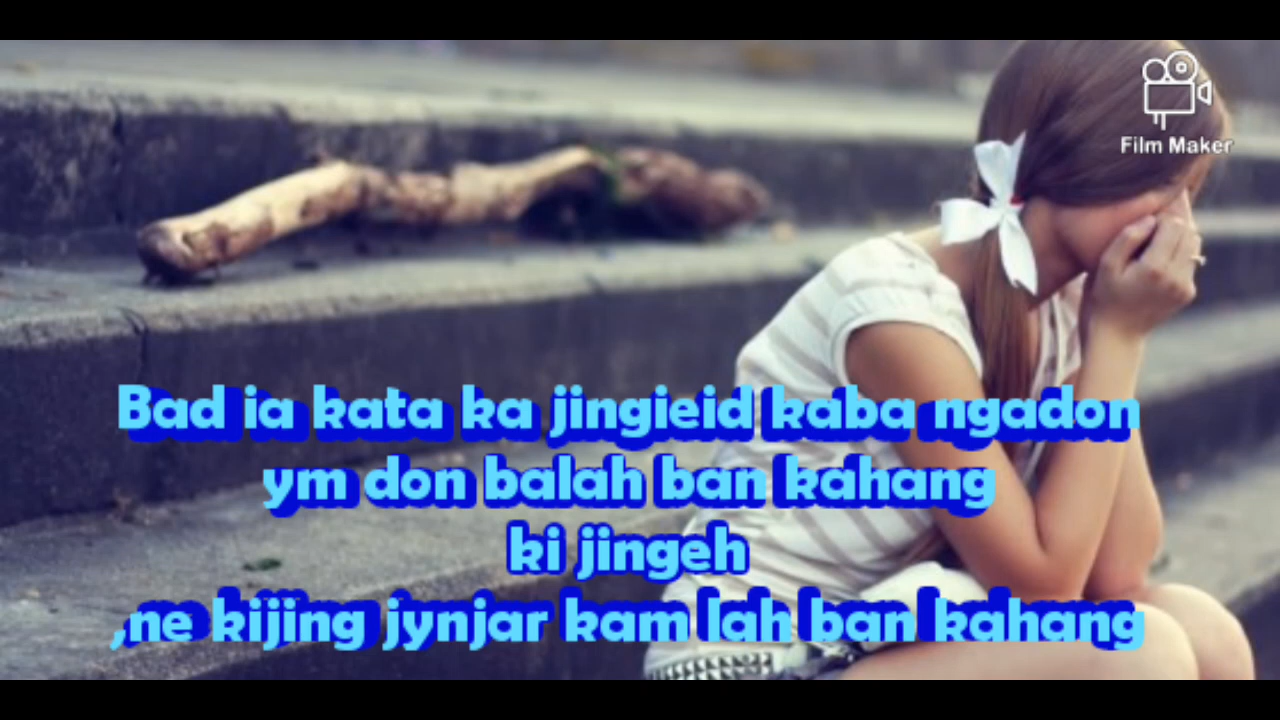 Film Maker
Bad ia kata ka jingieid kaba ngadon
ym don balah ban kahang
ki jingeh
,ne kijing jynjar kam lah ban kahang